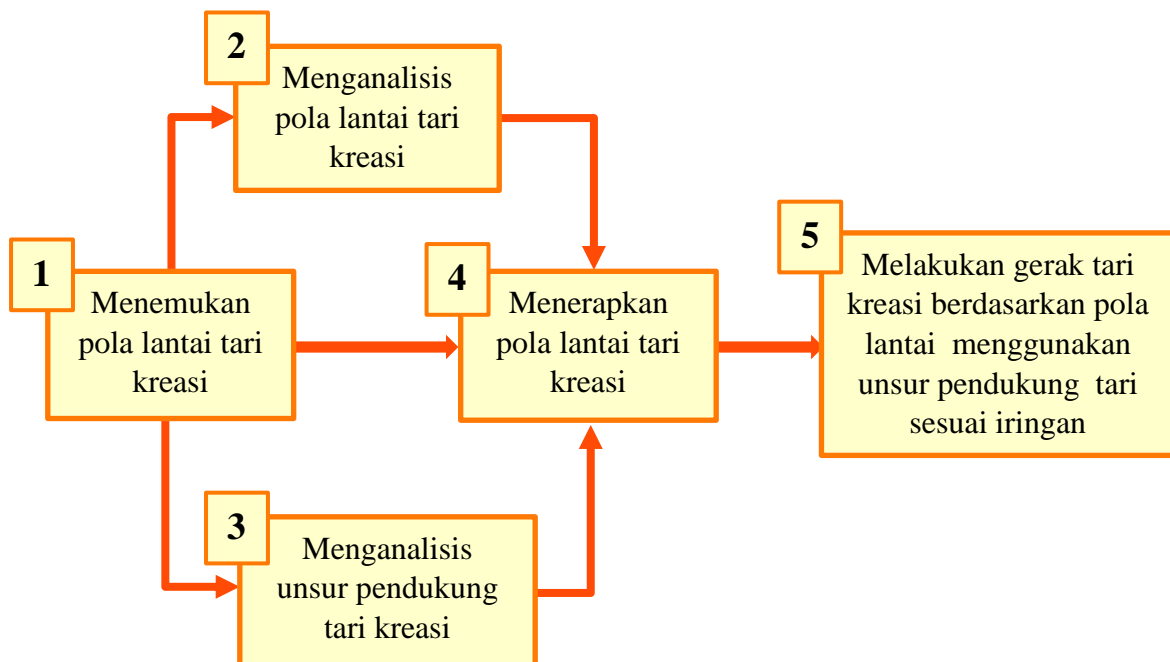 1
Menemukan
pola lantai tari
kreasi
2
Menganalisis
pola lantai tari
kreasi
3
Menganalisis
unsur pendukung
tari kreasi
4
Menerapkan
pola lantai tari
kreasi
5
Melakukan gerak tari
kreasi berdasarkan pola
lantai menggunakan
unsur pendukung tari
sesuai iringan